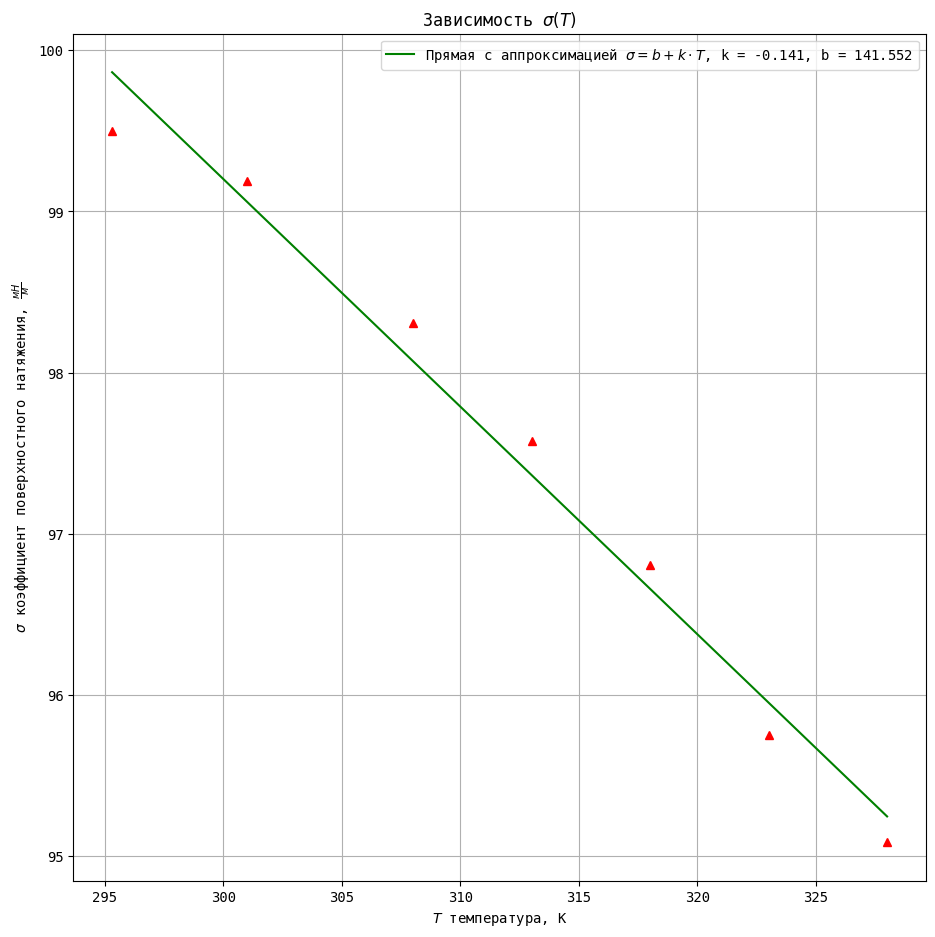 Зависимость σ(T)
Прямая с аппроксимацией σ = b + k · T, k = -0.141, b = 141.552
σ коэффициент поверхностного натяжения, мН/м
100
99
98
97
96
95
295 300 305 310 315 320 325
T температура, К